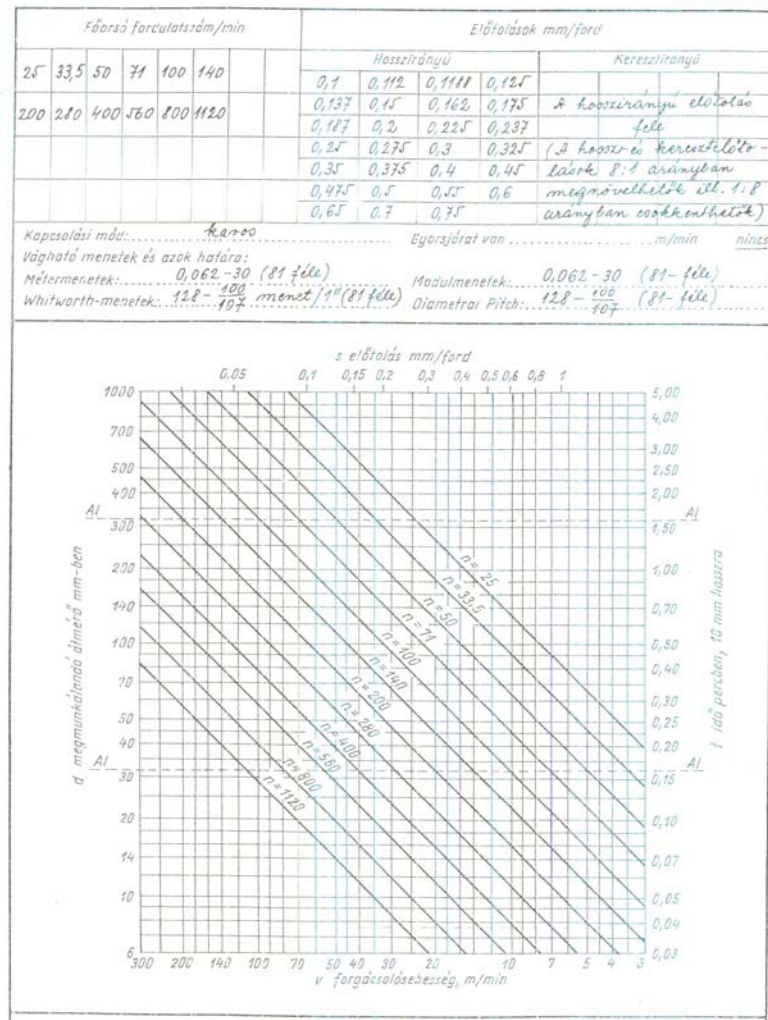 Főorsó fordulatszám/min
Előtolások mm/ford
Hosszirányú
Keresztirányú
25 33,5 50 71 100 140
0,1 0,112 0,1188 0,125
200 280 400 560 800 1120
0,137 0,15 0,162 0,175
A hosszirányú előtolás
0,187 0,2 0,225 0,237
fele
0,25 0,275 0,3 0,325
(A hossz- és keresztelőto-
0,35 0,375 0,4 0,45
lások 8:1 arányban
0,475 0,5 0,55 0,6
megnövelhetők ill. 1:8
0,65 0,7 0,75
arányban csökkenthetők)
Kapcsolási mód: karos
Gyorsjárat van m/min nincs
Vágható menetek és azok határa:
Métermenetek: 0,062-30 (81 féle)
Modulmenetek: 0,062-30 (81-féle)
Whitworth-menetek: 128 - 100/197 menet/1" (81 féle)
Diametral Pitch: 128 - 100/107 (81-féle)
s előtolás mm/ford
0,05 0,1 0,15 0,2 0,3 0,4 0,5 0,6 0,8 1
1000
700
500
400
300
200
140
100
70
50
40
30
20
14
10
6
Al
Al
d megmunkálandó átmérő mm-ben
n=25
n=33,5
n=50
n=71
n=100
n=140
n=200
n=280
n=400
n=560
n=800
n=1120
5,00
4,00
3,00
2,50
2,00
1,50
1,00
0,70
0,50
0,40
0,30
0,25
0,20
0,15
0,10
0,07
0,05
0,04
0,03
Al
Al
t idő percben, 10 mm hosszra
300 200 140 100 70 50 40 30 20 10 7 5 4 3
v forgácsolósebesség, m/min